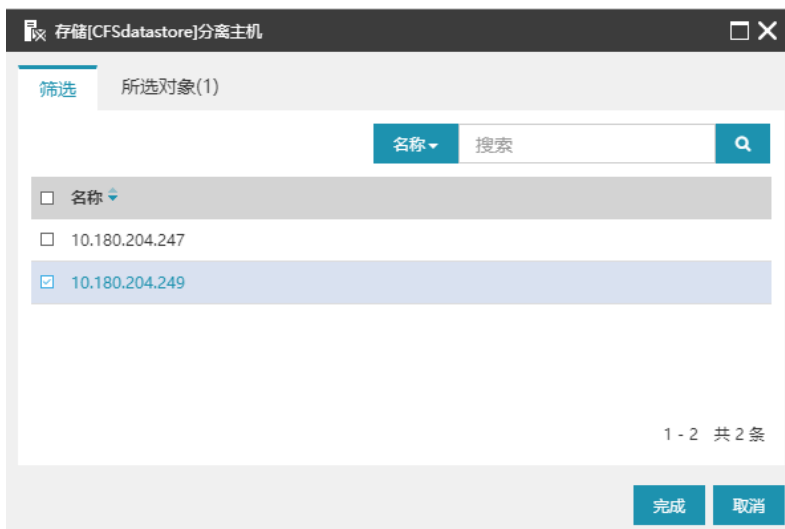 存储[CFSdatastore]分离主机
筛选 所选对象(1)
名称 搜索
名称
10.180.204.247
10.180.204.249
1 - 2 共 2 条
完成 取消